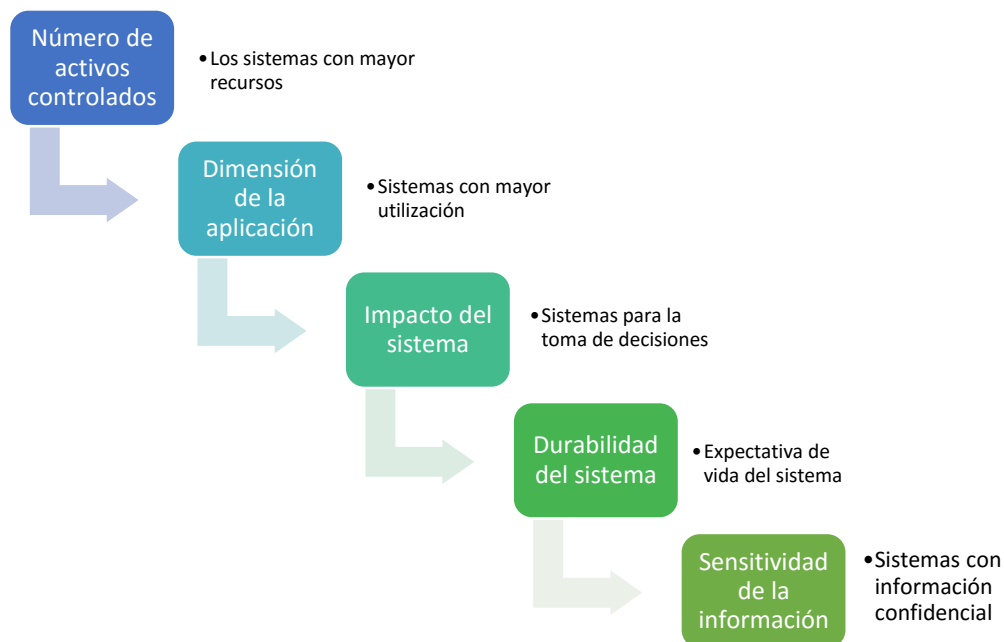 Número de
activos
controlados
•Los sistemas con mayor
recursos
Dimensión
de la
aplicación
•Sistemas con mayor
utilización
Impacto del
sistema
•Sistemas para la
toma de decisiones
Durabilidad
del sistema
•Expectativa de
vida del sistema
Sensitividad
de la
información
•Sistemas con
información
confidencial